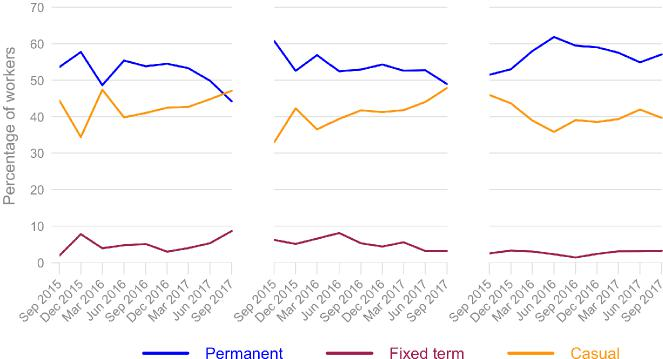 Percentage of workers
70
60
50
40
30
20
10
0
Sep 2015
Dec 2015
Mar 2016
Jun 2016
Sep 2016
Dec 2016
Mar 2017
Jun 2017
Sep 2017
Sep 2015
Dec 2015
Mar 2016
Jun 2016
Sep 2016
Dec 2016
Mar 2017
Jun 2017
Sep 2017
Sep 2015
Dec 2015
Mar 2016
Jun 2016
Sep 2016
Dec 2016
Mar 2017
Jun 2017
Sep 2017
Permanent Fixed term Casual